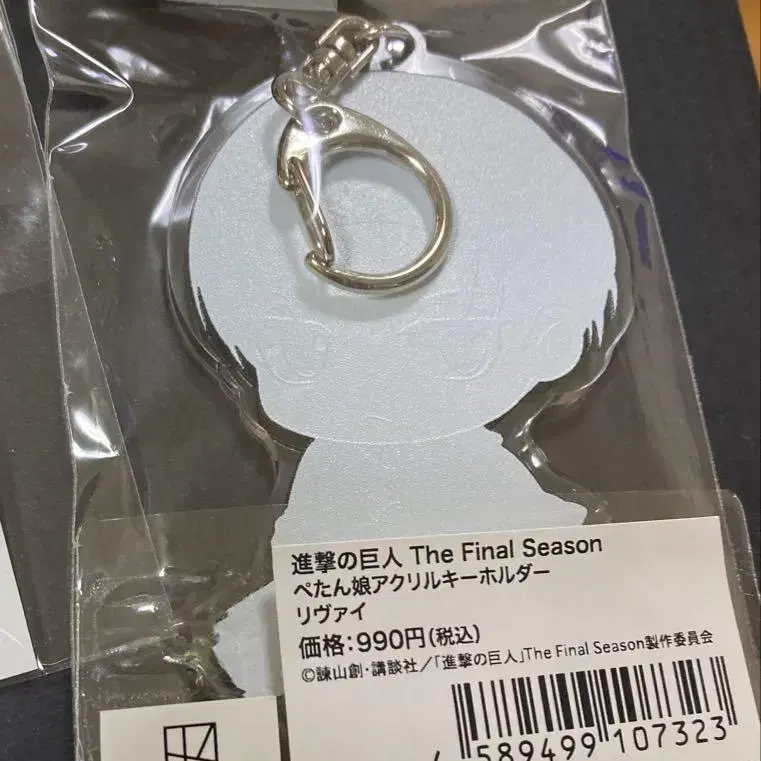 進撃の巨人 The Final Season
ぺたん娘アクリルキーホルダー
リヴァイ
価格:990円(税込)
©諫山創・講談社/「進撃の巨人」The Final Season製作委員会
4 589499 107323